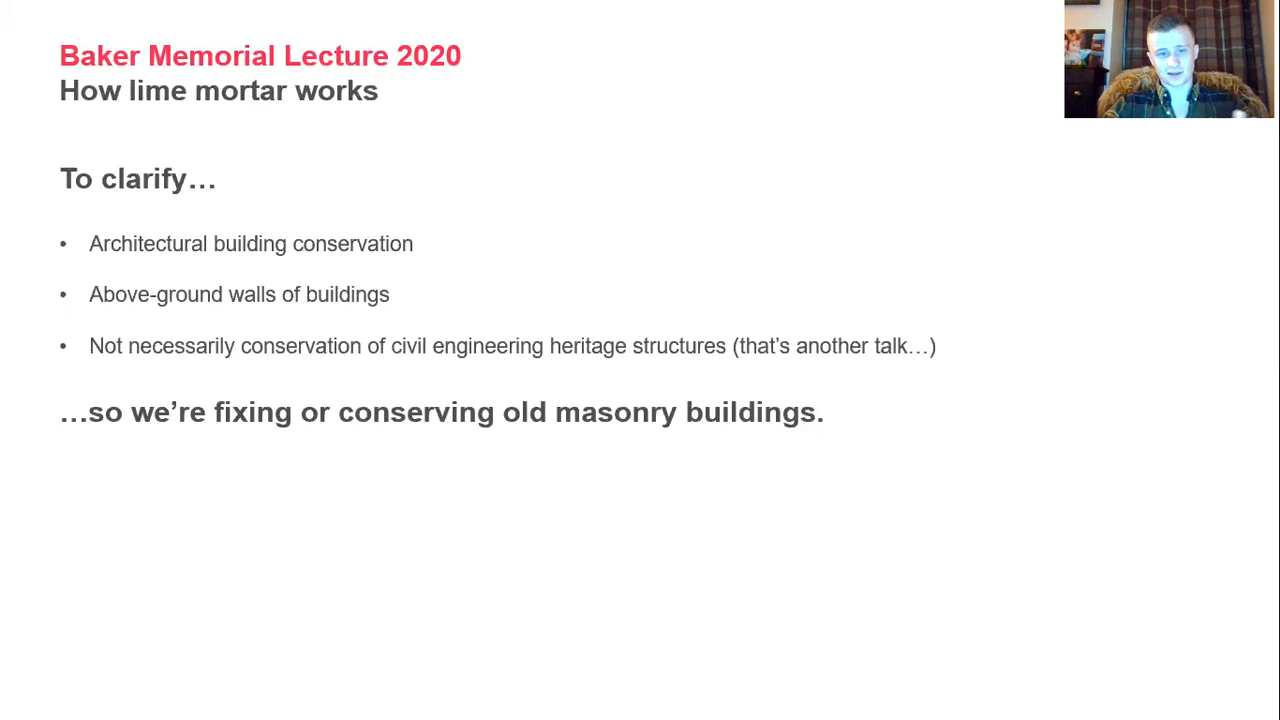 Baker Memorial Lecture 2020
How lime mortar works
To clarify…
• Architectural building conservation
• Above-ground walls of buildings
• Not necessarily conservation of civil engineering heritage structures (that’s another talk…)
…so we’re fixing or conserving old masonry buildings.